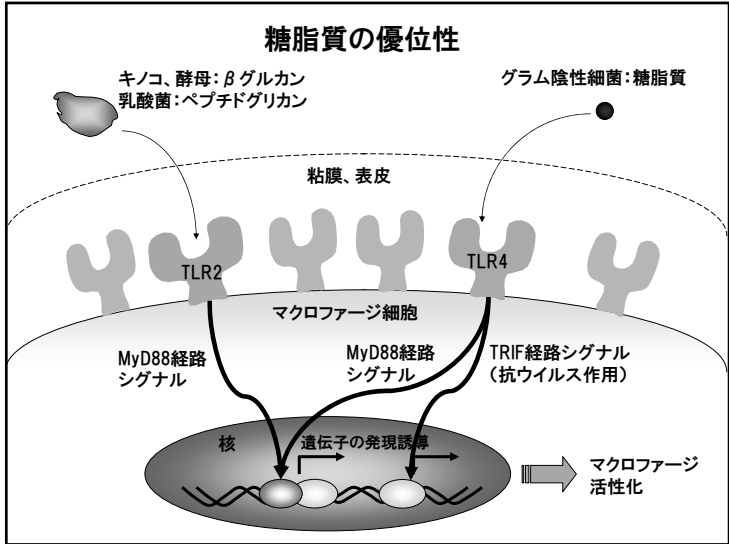 糖脂質の優位性
キノコ、酵母：βグルカン
乳酸菌：ペプチドグリカン
グラム陰性細菌：糖脂質
粘膜、表皮
TLR2
TLR4
マクロファージ細胞
MyD88経路
シグナル
MyD88経路
シグナル
TRIF経路シグナル
（抗ウイルス作用）
核
遺伝子の発現誘導
マクロファージ
活性化